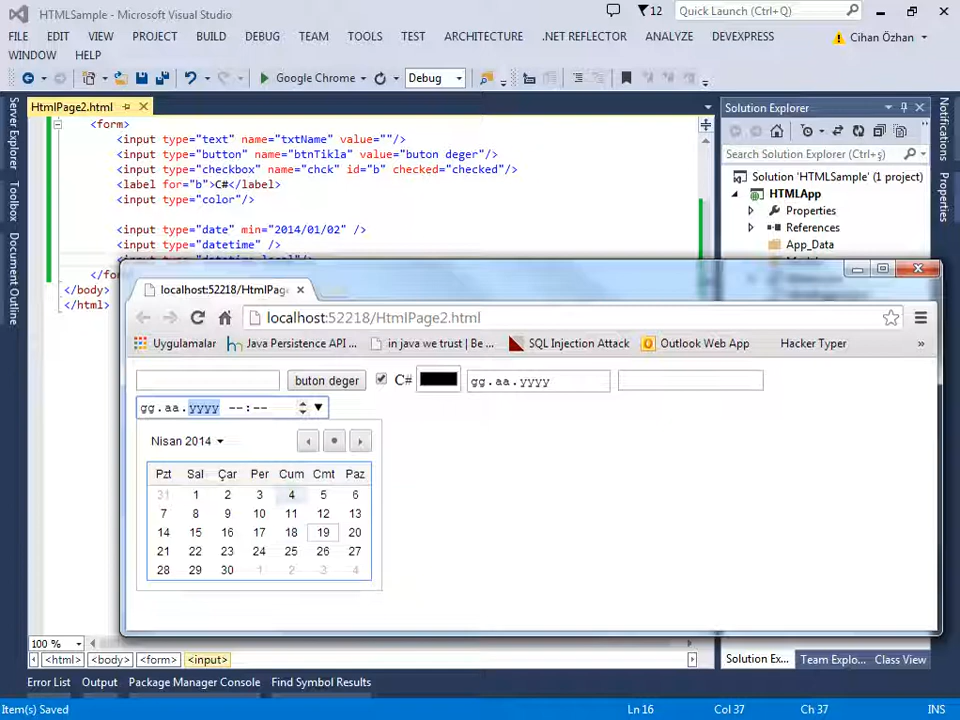 HTMLSample - Microsoft Visual Studio
12
Quick Launch (Ctrl+Q)
FILE EDIT VIEW PROJECT BUILD DEBUG TEAM TOOLS TEST ARCHITECTURE .NET REFLECTOR ANALYZE DEVEXPRESS
Cihan Özhan
WINDOW HELP
Google Chrome
Debug
Server Explorer
Toolbox
Document Outline
HtmlPage2.html
<form>
<input type="text" name="txtName" value=""/>
<input type="button" name="btnTikla" value="buton deger"/>
<input type="checkbox" name="chck" id="b" checked="checked"/>
<label for="b">C#</label>
<input type="color"/>
<input type="date" min="2014/01/02" />
<input type="datetime" />
<input type="datetime-local"/>
</form>
</body>
</html>
Solution Explorer
Search Solution Explorer (Ctrl+ş)
Solution 'HTMLSample' (1 project)
HTMLApp
Properties
References
App_Data
Notifications
Properties
localhost:52218/HtmlPage
localhost:52218/HtmlPage2.html
Uygulamalar
Java Persistence API ...
in java we trust | Be ...
SQL Injection Attack
Outlook Web App
Hacker Typer
»
buton deger
C#
gg.aa.yyyy
gg.aa.yyyy --:--
Nisan 2014
Pzt Sal Çar Per Cum Cmt Paz
31 1 2 3 4 5 6
7 8 9 10 11 12 13
14 15 16 17 18 19 20
21 22 23 24 25 26 27
28 29 30 1 2 3 4
100 %
<html> <body> <form> <input>
Solution Ex... Team Explo... Class View
Error List Output Package Manager Console Find Symbol Results
Item(s) Saved
Ln 16 Col 37 Ch 37 INS